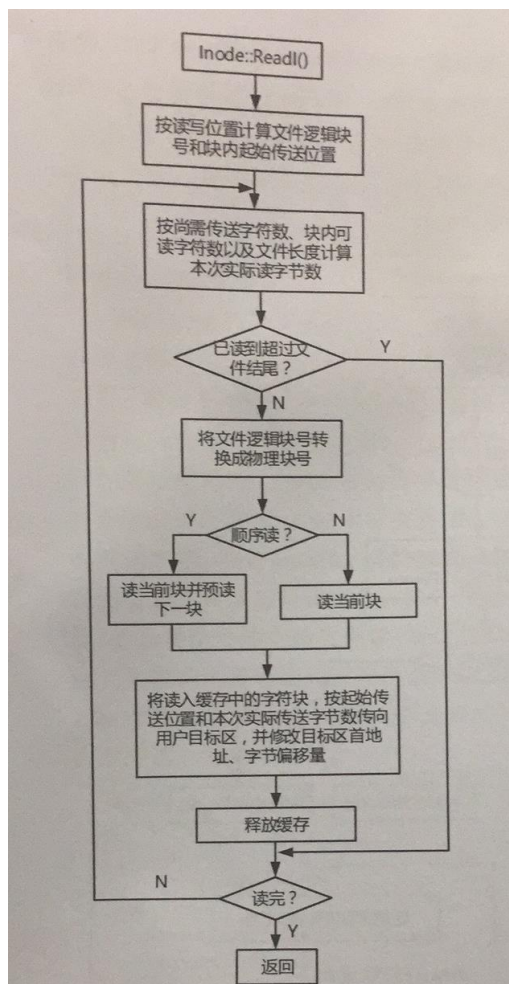 Inode::ReadI()
按读写位置计算文件逻辑块
号和块内起始传送位置
按尚需传送字符数、块内可
读字符数以及文件长度计算
本次实际读字节数
已读到超过文
件结尾?
Y
N
将文件逻辑块号转
换成物理块号
Y
顺序读?
N
读当前块并预读
下一块
读当前块
将读入缓存中的字符块,按起始传
送位置和本次实际传送字节数传向
用户目标区,并修改目标区首地
址、字节偏移量
释放缓存
N
读完?
Y
返回